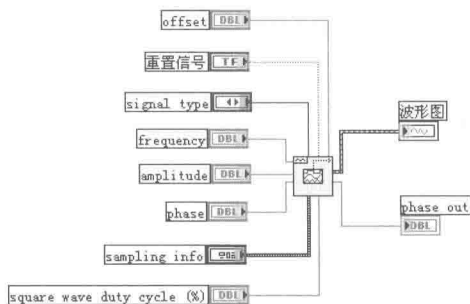 offset DBL
重置信号 TF
signal type
frequency DBL
amplitude DBL
phase DBL
sampling info
square wave duty cycle (%) DBL
波形图
phase out
DBL